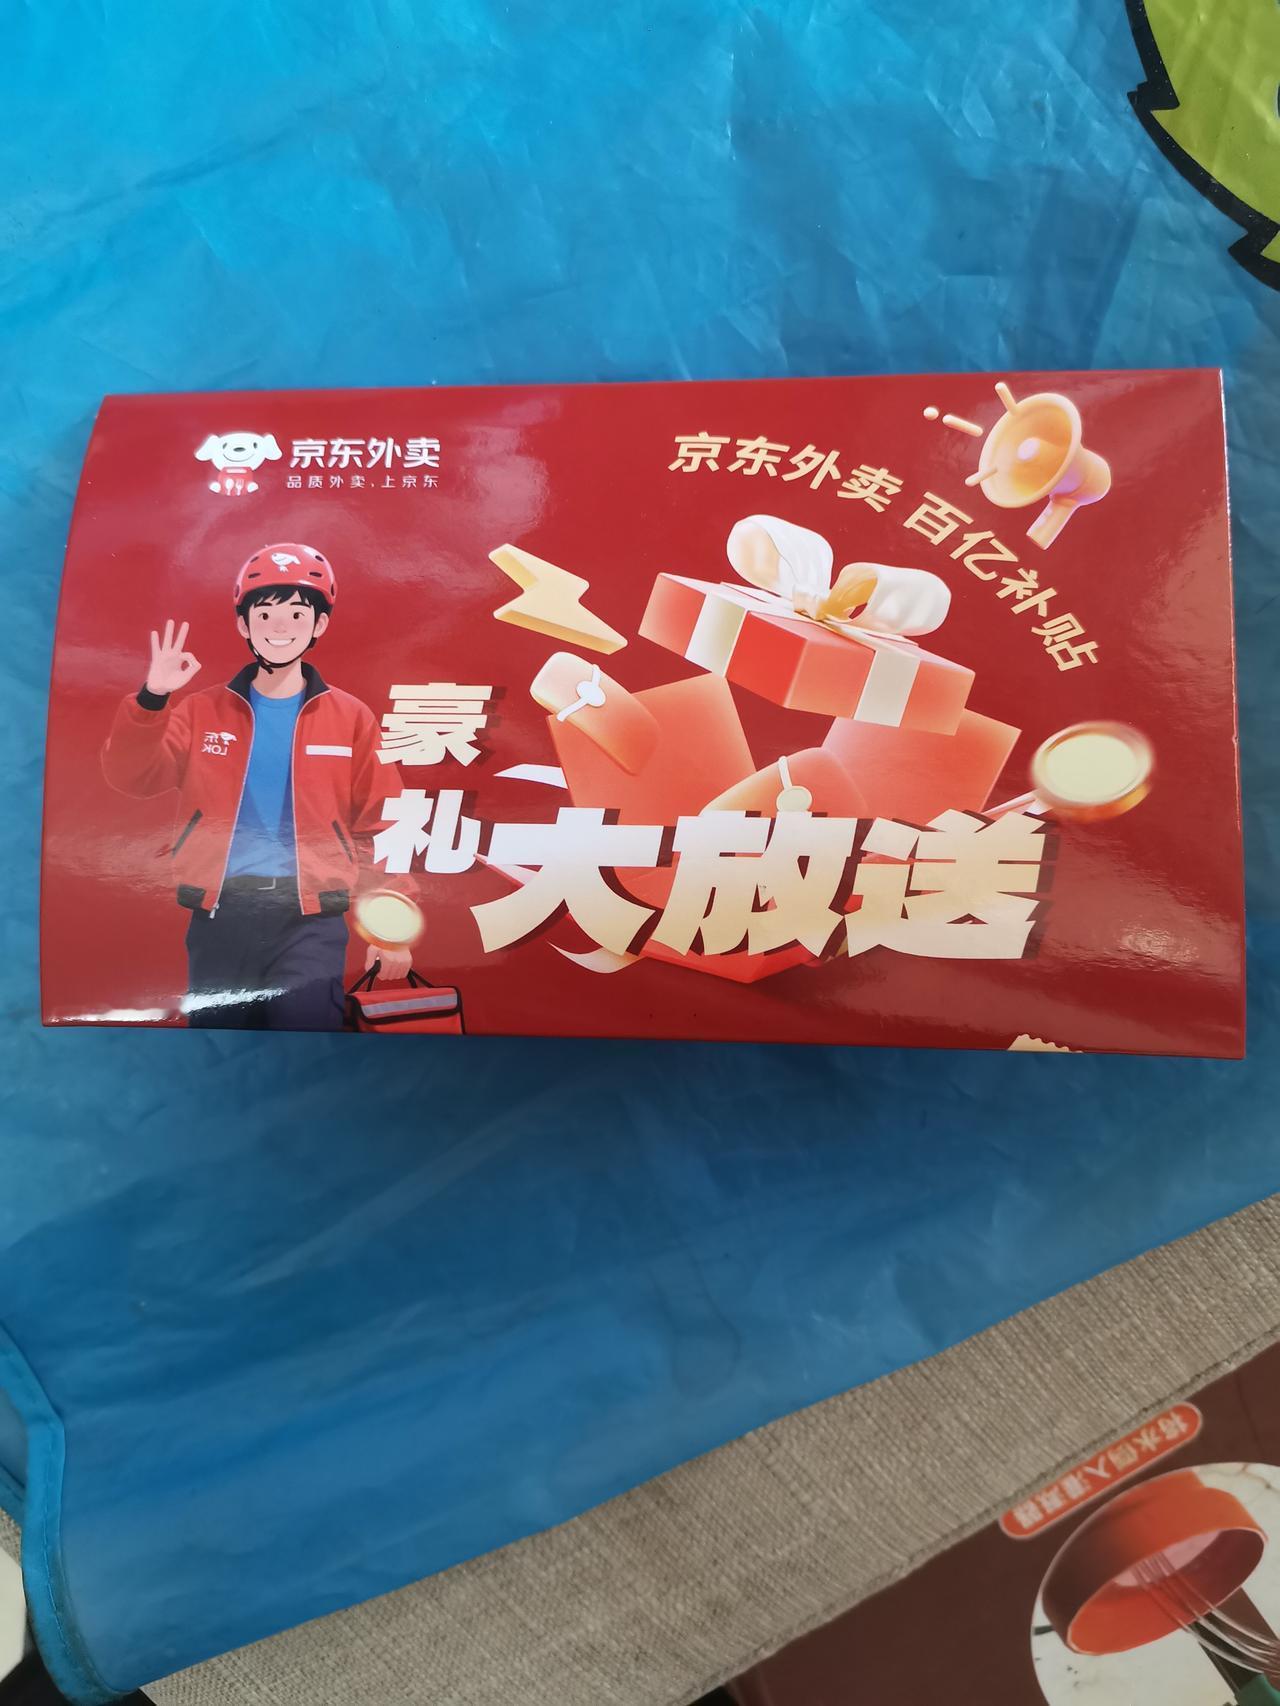 京东外卖
品质外卖,上京东
京东外卖 百亿补贴
豪
礼
大放送